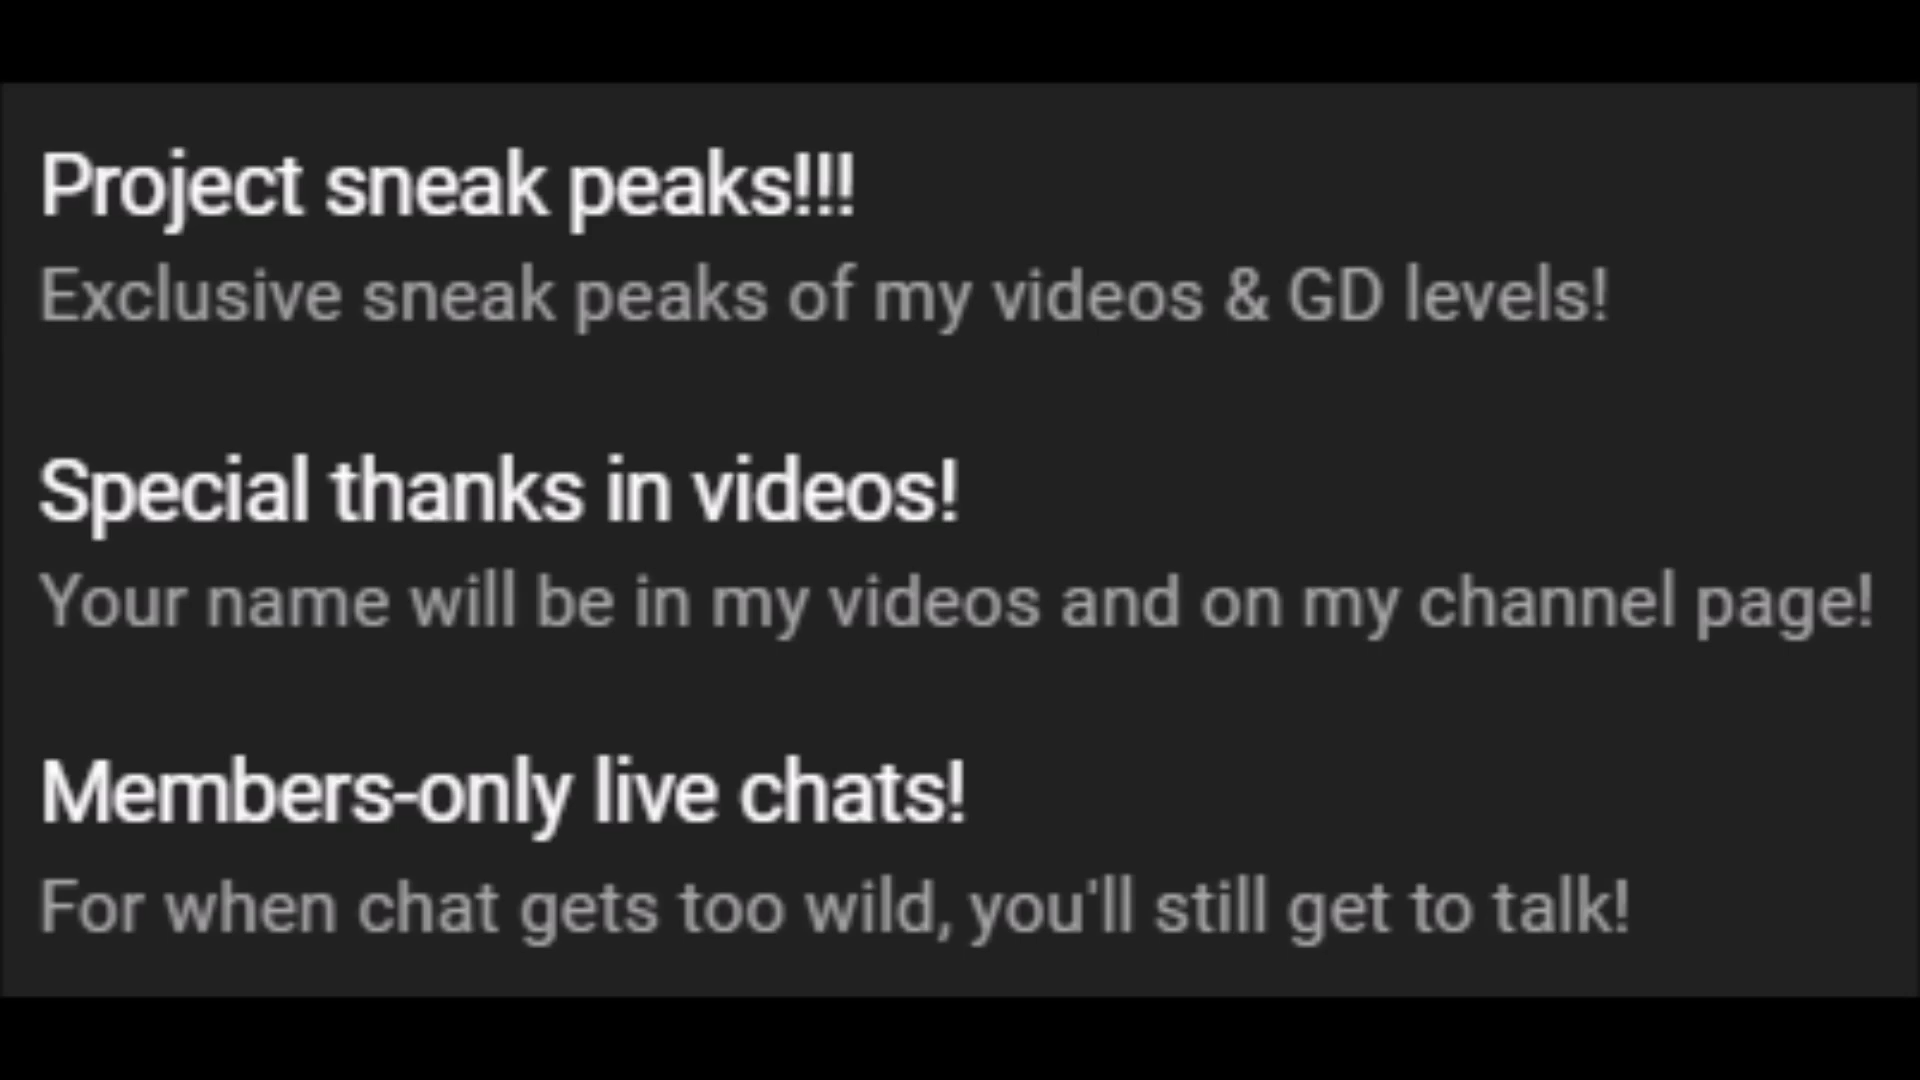 Project sneak peaks!!!
Exclusive sneak peaks of my videos & GD levels!
Special thanks in videos!
Your name will be in my videos and on my channel page!
Members-only live chats!
For when chat gets too wild, you'll still get to talk!